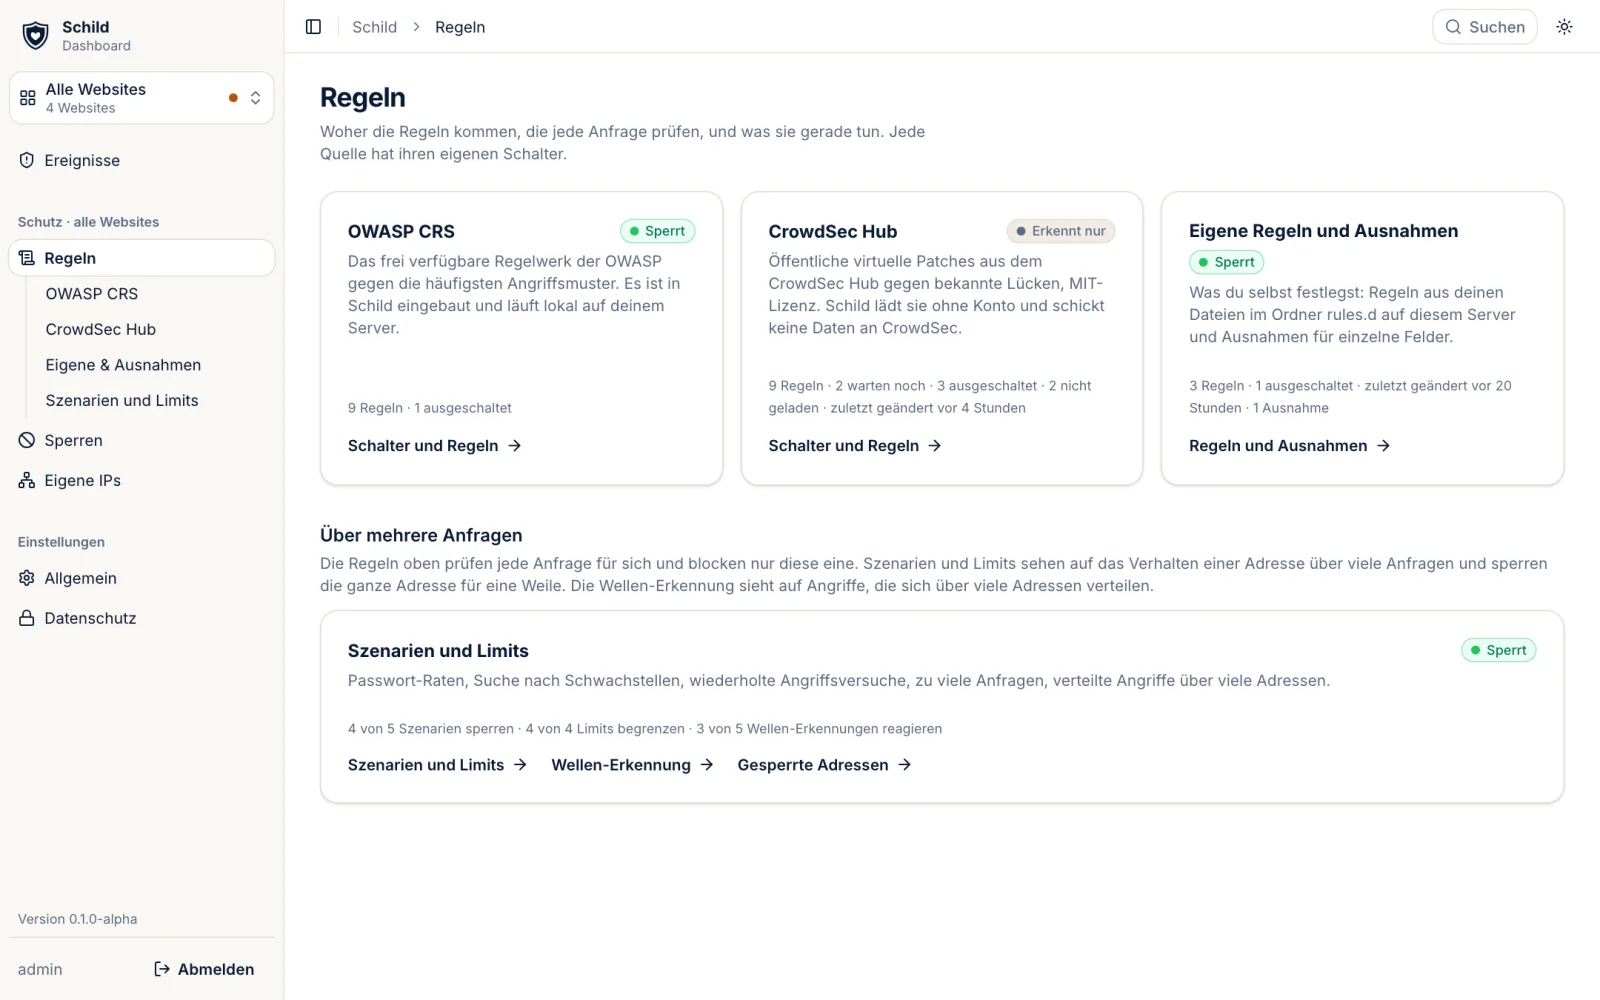 Schild
Dashboard
Alle Websites
4 Websites
Ereignisse
Schutz · alle Websites
Regeln
OWASP CRS
CrowdSec Hub
Eigene & Ausnahmen
Szenarien und Limits
Sperren
Eigene IPs
Einstellungen
Allgemein
Datenschutz
Version 0.1.0-alpha
admin
Abmelden
Schild
Regeln
Suchen
Regeln
Woher die Regeln kommen, die jede Anfrage prüfen, und was sie gerade tun. Jede
Quelle hat ihren eigenen Schalter.
OWASP CRS
Sperrt
Das frei verfügbare Regelwerk der OWASP
gegen die häufigsten Angriffsmuster. Es ist in
Schild eingebaut und läuft lokal auf deinem
Server.
9 Regeln · 1 ausgeschaltet
Schalter und Regeln
CrowdSec Hub
Erkennt nur
Öffentliche virtuelle Patches aus dem
CrowdSec Hub gegen bekannte Lücken, MIT-
Lizenz. Schild lädt sie ohne Konto und schickt
keine Daten an CrowdSec.
9 Regeln · 2 warten noch · 3 ausgeschaltet · 2 nicht
geladen · zuletzt geändert vor 4 Stunden
Schalter und Regeln
Eigene Regeln und Ausnahmen
Sperrt
Was du selbst festlegst: Regeln aus deinen
Dateien im Ordner rules.d auf diesem Server
und Ausnahmen für einzelne Felder.
3 Regeln · 1 ausgeschaltet · zuletzt geändert vor 20
Stunden · 1 Ausnahme
Regeln und Ausnahmen
Über mehrere Anfragen
Die Regeln oben prüfen jede Anfrage für sich und blocken nur diese eine. Szenarien und Limits sehen auf das Verhalten einer Adresse über viele Anfragen und sperren
die ganze Adresse für eine Weile. Die Wellen-Erkennung sieht auf Angriffe, die sich über viele Adressen verteilen.
Szenarien und Limits
Sperrt
Passwort-Raten, Suche nach Schwachstellen, wiederholte Angriffsversuche, zu viele Anfragen, verteilte Angriffe über viele Adressen.
4 von 5 Szenarien sperren · 4 von 4 Limits begrenzen · 3 von 5 Wellen-Erkennungen reagieren
Szenarien und Limits
Wellen-Erkennung
Gesperrte Adressen